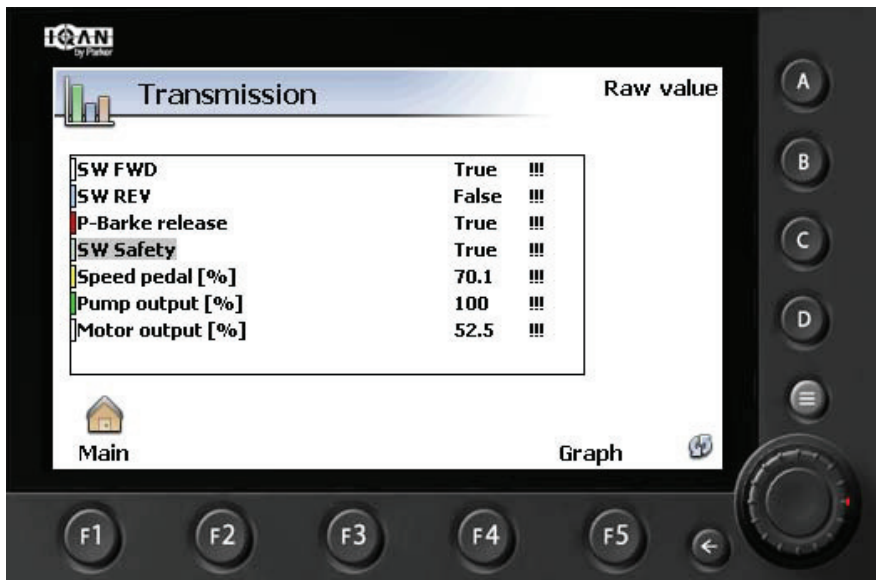 IQAN
by Parker
Transmission
Raw value
SW FWD True !!!
SW REV False !!!
P-Barke release True !!!
SW Safety True !!!
Speed pedal [%] 70.1 !!!
Pump output [%] 100 !!!
Motor output [%] 52.5 !!!
Main
Graph
A
B
C
D
F1
F2
F3
F4
F5